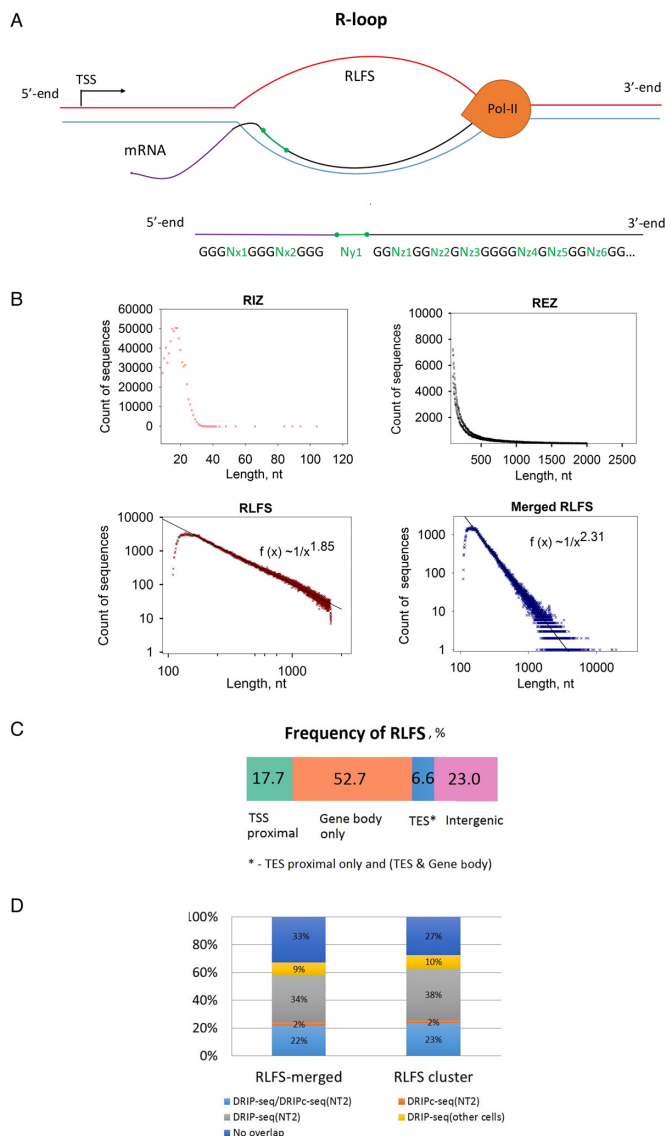 A
R-loop
TSS
RLFS
5’-end
3’-end
Pol-II
mRNA
5’-end
3’-end
GGGNx1GGGNx2GGG Ny1 GGNz1GGNz2GNz3GGGGNz4GNz5GGNz6GG...
B
RIZ
Count of sequences
60000
50000
40000
30000
20000
10000
0
20 40 60 80 100 120
Length, nt
REZ
Count of sequences
10000
8000
6000
4000
2000
500 1000 1500 2000 2500
Length, nt
RLFS
Count of sequences
10000
1000
100
10
1
f (x) ~1/x1.85
100 1000
Length, nt
Merged RLFS
Count of sequences
1000
100
10
1
f (x) ~1/x2.31
100 1000 10000
Length, nt
C
Frequency of RLFS, %
17.7 52.7 6.6 23.0
TSS proximal
Gene body only
TES*
Intergenic
* - TES proximal only and (TES & Gene body)
D
100%
80%
60%
40%
20%
0%
33%
9%
34%
2%
22%
27%
10%
38%
2%
23%
RLFS-merged
RLFS cluster
DRIP-seq/DRIPc-seq(NT2)
DRIPc-seq(NT2)
DRIP-seq(NT2)
DRIP-seq(other cells)
No overlap